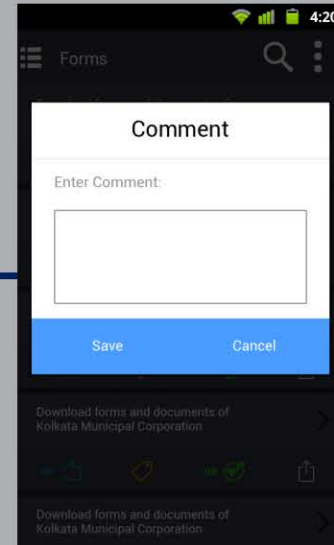 4:20
Forms
Comment
Enter Comment:
Save
Cancel
Download forms and documents of
Kolkata Municipal Corporation
Download forms and documents of
Kolkata Municipal Corporation